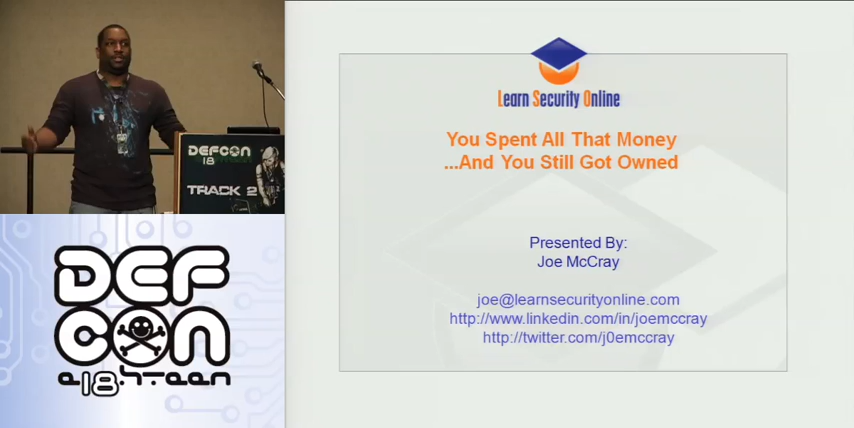 DEFCON
18
TRACK 2
DEF
CON
e18hteen
Learn Security Online
You Spent All That Money
...And You Still Got Owned
Presented By:
Joe McCray
joe@learnsecurityonline.com
http://www.linkedin.com/in/joemccray
http://twitter.com/j0emccray